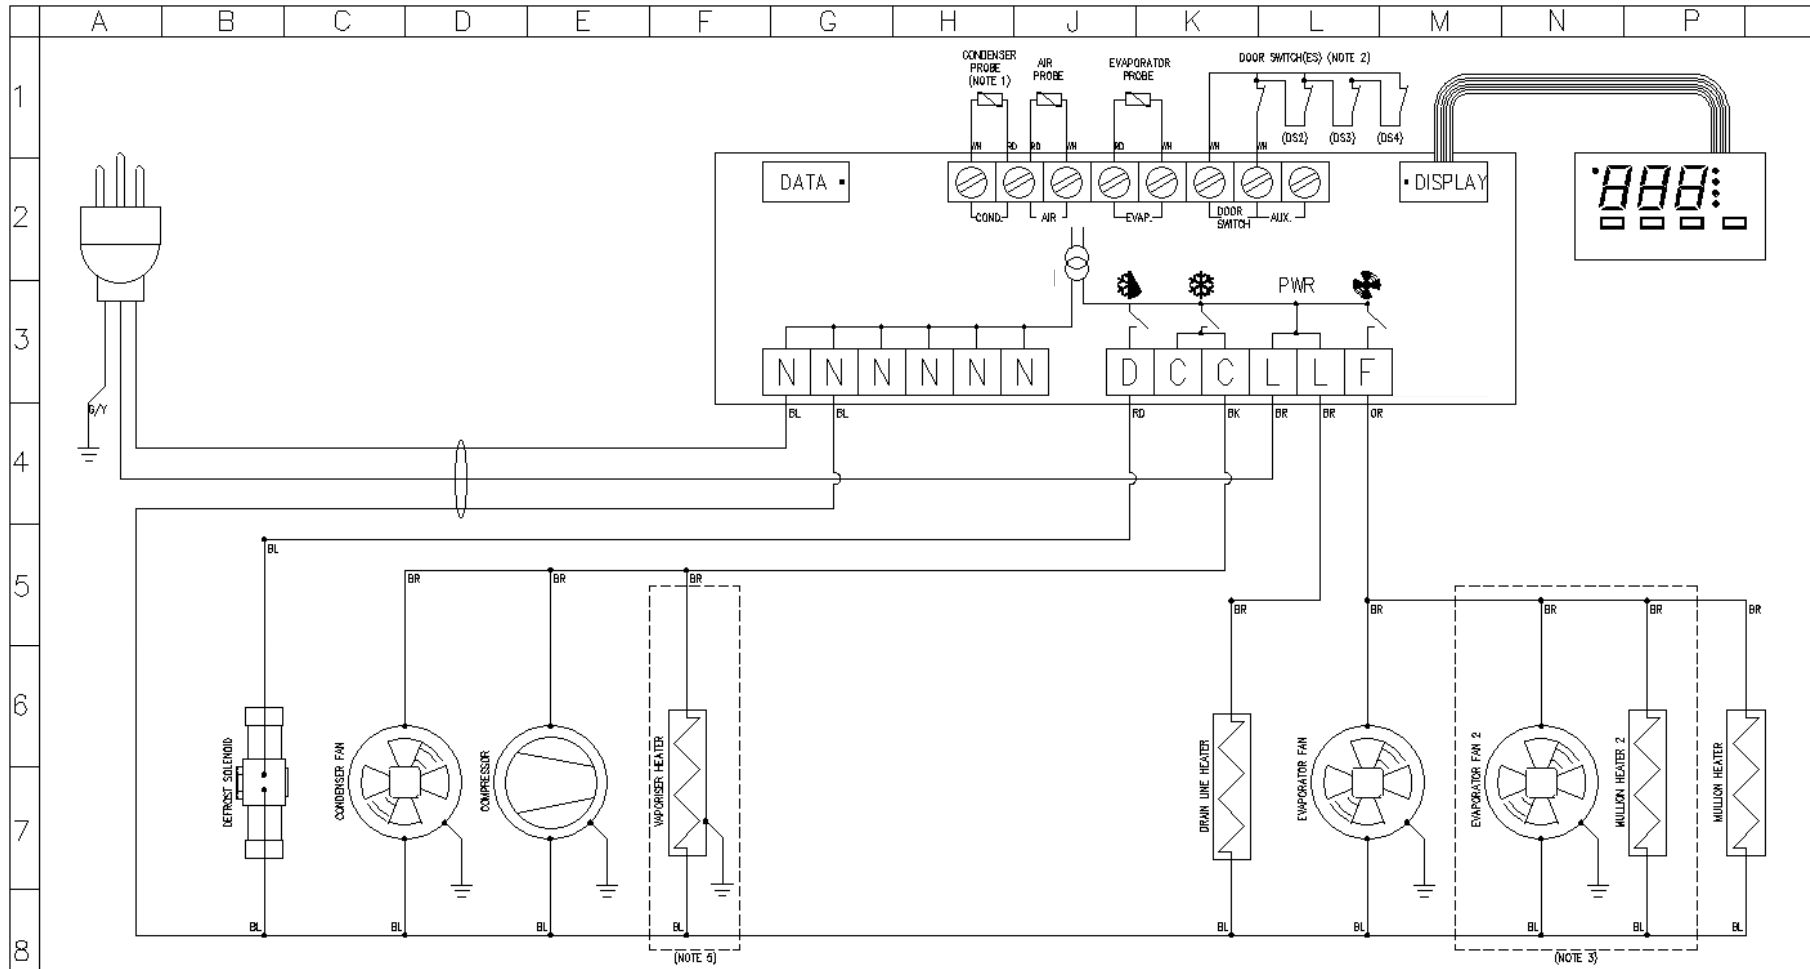 A B C D E F G H J K L M N P
1
CONDENSER
PROBE
(NOTE 1)
AIR
PROBE
EVAPORATOR
PROBE
DOOR SWITCH(ES) (NOTE 2)
(DS2) (DS3) (DS4)
WH RD RD WH RD WH WH WH
2
DATA
DISPLAY
888
COND. AIR EVAP. DOOR
SWITCH
AUX.
PWR
3
N N N N N N D C C L L F
G/Y
BL BL RD BK BR BR OR
4
5
BL BR BR BR BR BR BR BR BR
6
DEFROST SOLENOID
CONDENSER FAN
COMPRESSOR
VAPORISER HEATER
DRAIN LINE HEATER
EVAPORATOR FAN
EVAPORATOR FAN 2
MULLION HEATER 2
MULLION HEATER
7
8
BL BL BL BL BL BL BL BL
(NOTE 5)
(NOTE 3)